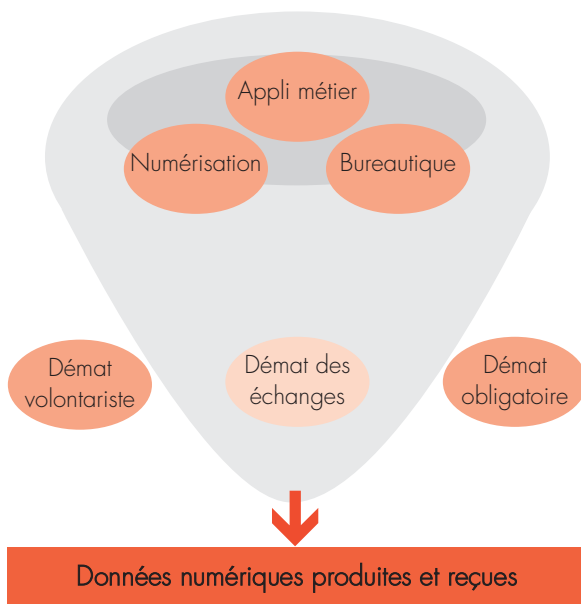 Appli métier
Numérisation
Bureautique
Démat
volontariste
Démat des
échanges
Démat
obligatoire
Données numériques produites et reçues